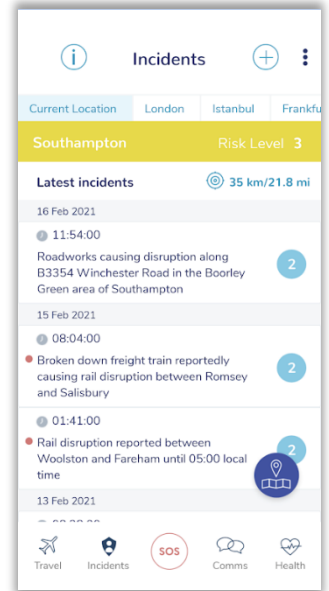 Incidents
Current Location London Istanbul Frankfu
Southampton Risk Level 3
Latest incidents 35 km/21.8 mi
16 Feb 2021
11:54:00
Roadworks causing disruption along
B3354 Winchester Road in the Boorley
Green area of Southampton
2
15 Feb 2021
08:04:00
Broken down freight train reportedly
causing rail disruption between Romsey
and Salisbury
2
01:41:00
Rail disruption reported between
Woolston and Fareham until 05:00 local
time
2
13 Feb 2021
SOS
Travel Incidents Comms Health